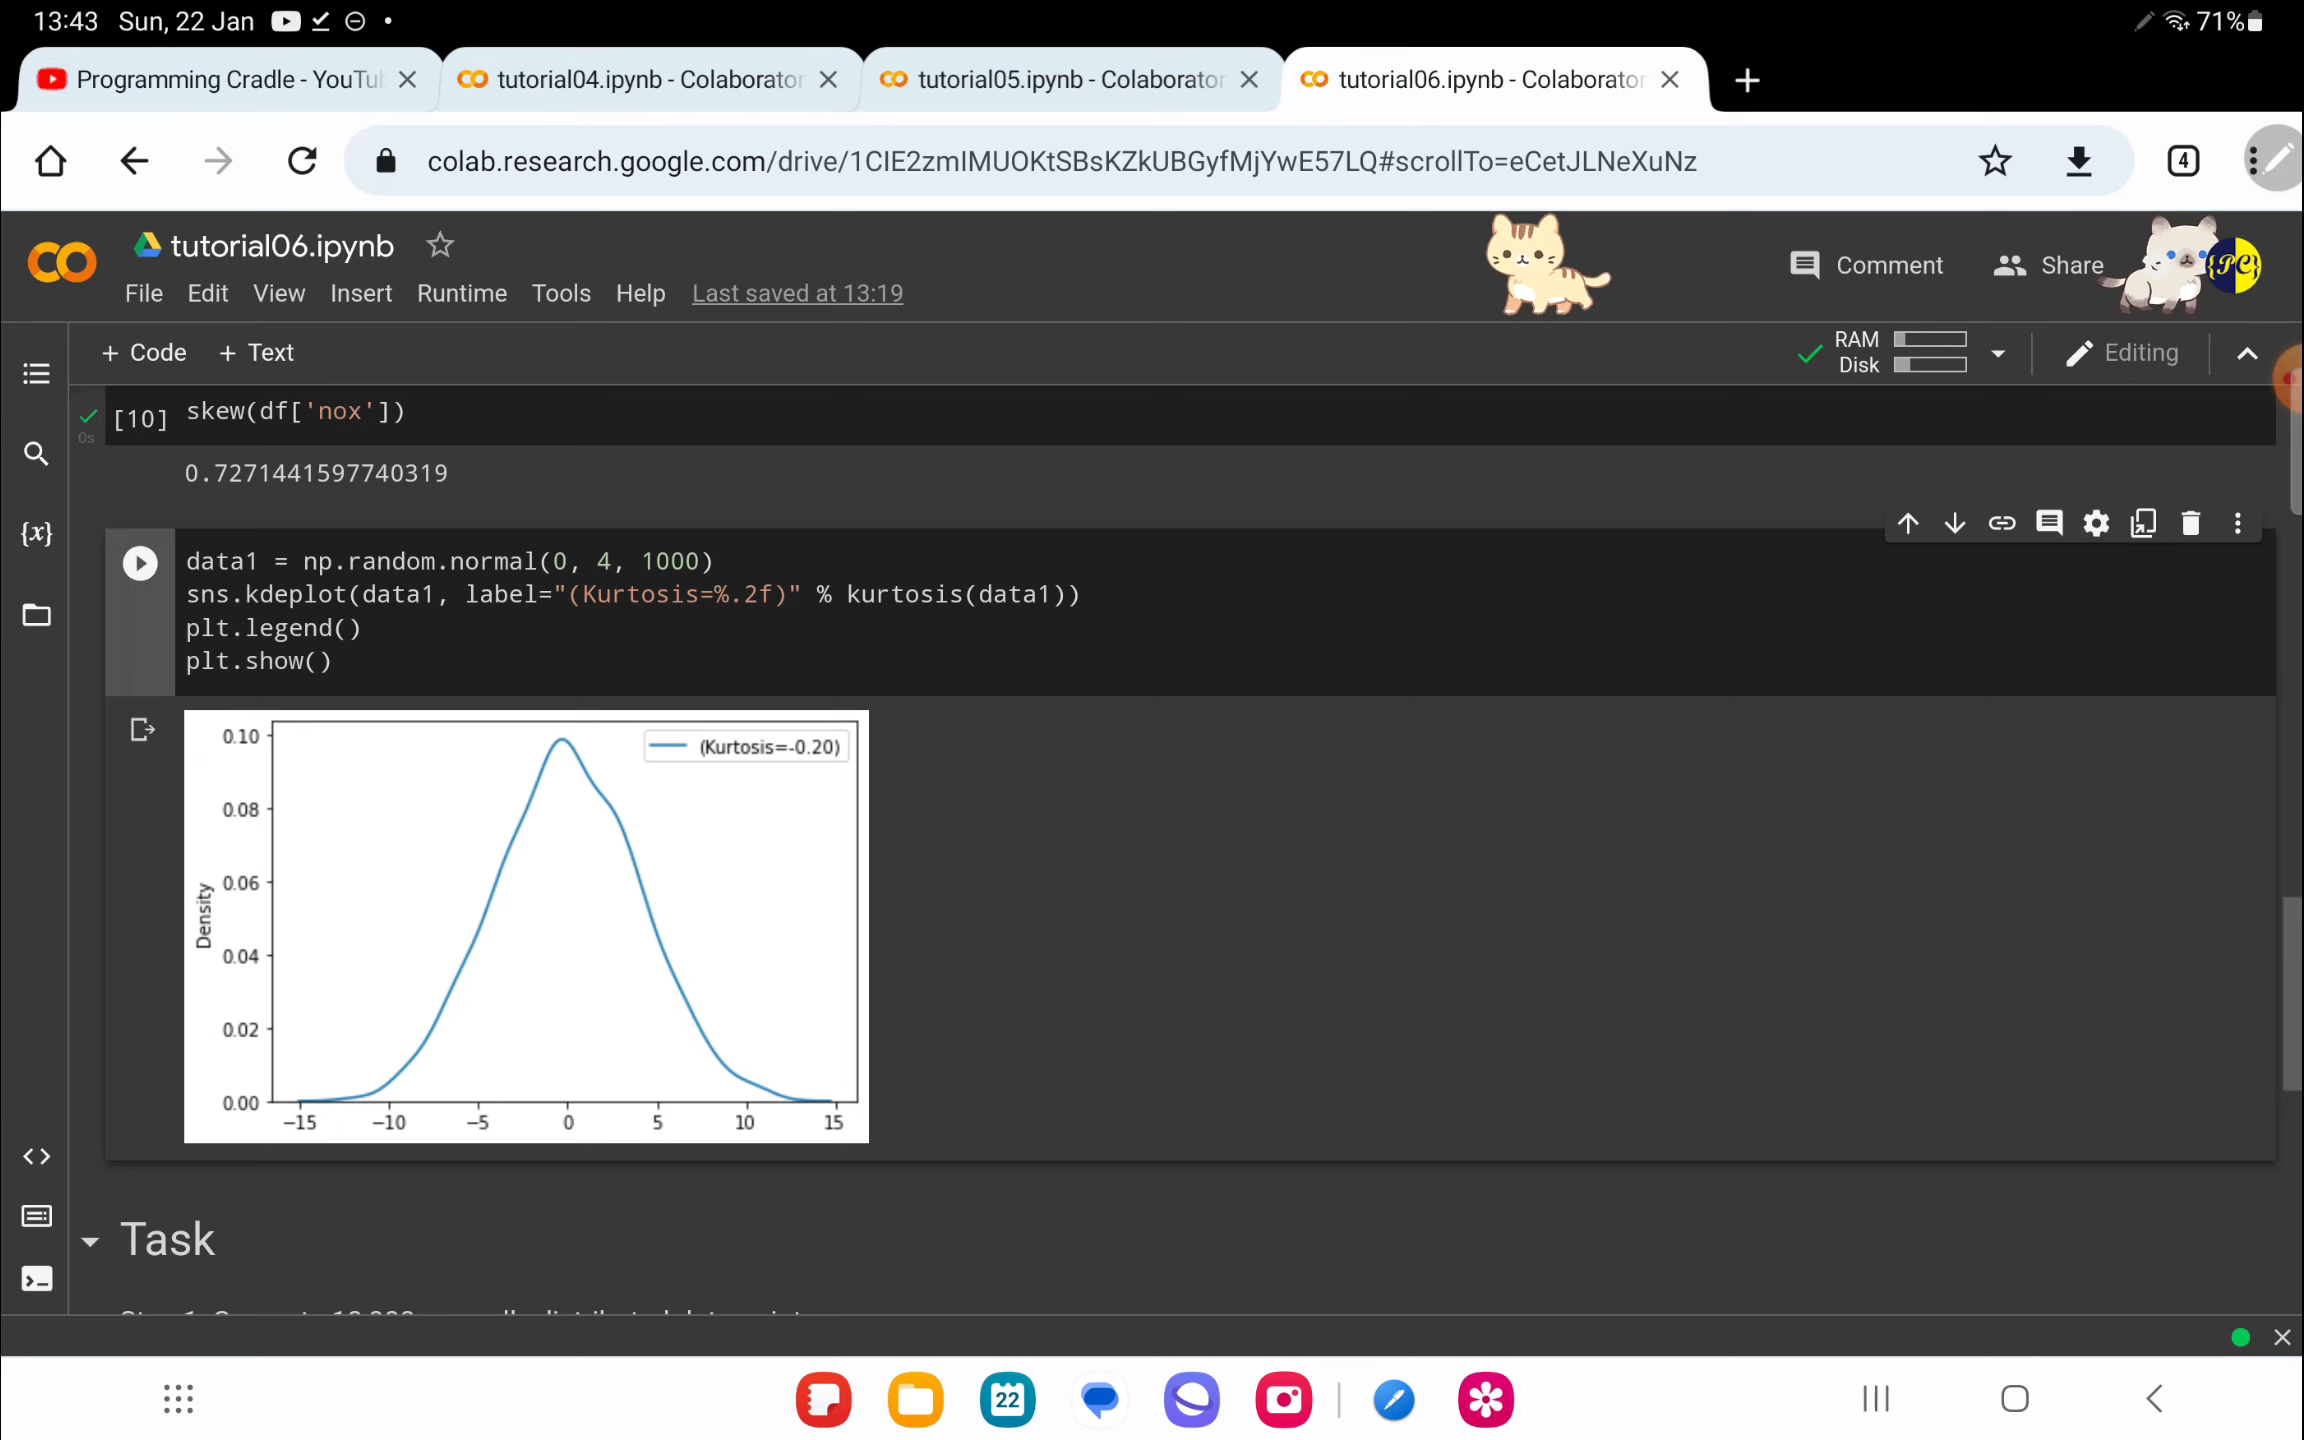 13:43 Sun, 22 Jan 71%
Programming Cradle - YouTu
tutorial04.ipynb - Colaborator
tutorial05.ipynb - Colaborator
tutorial06.ipynb - Colaborator
colab.research.google.com/drive/1CIE2zmIMUOKtSBsKZkUBGyfMjYwE57LQ#scrollTo=eCetJLNeXuNz
4
tutorial06.ipynb
Comment Share {PC}
File Edit View Insert Runtime Tools Help Last saved at 13:19
+ Code + Text
RAM
Disk
Editing
[10] skew(df['nox'])
0s
0.7271441597740319
{x}
data1 = np.random.normal(0, 4, 1000)
sns.kdeplot(data1, label="(Kurtosis=%.2f)" % kurtosis(data1))
plt.legend()
plt.show()
(Kurtosis=-0.20)
0.10
0.08
0.06
0.04
0.02
0.00
Density
−15 −10 −5 0 5 10 15
Task
22